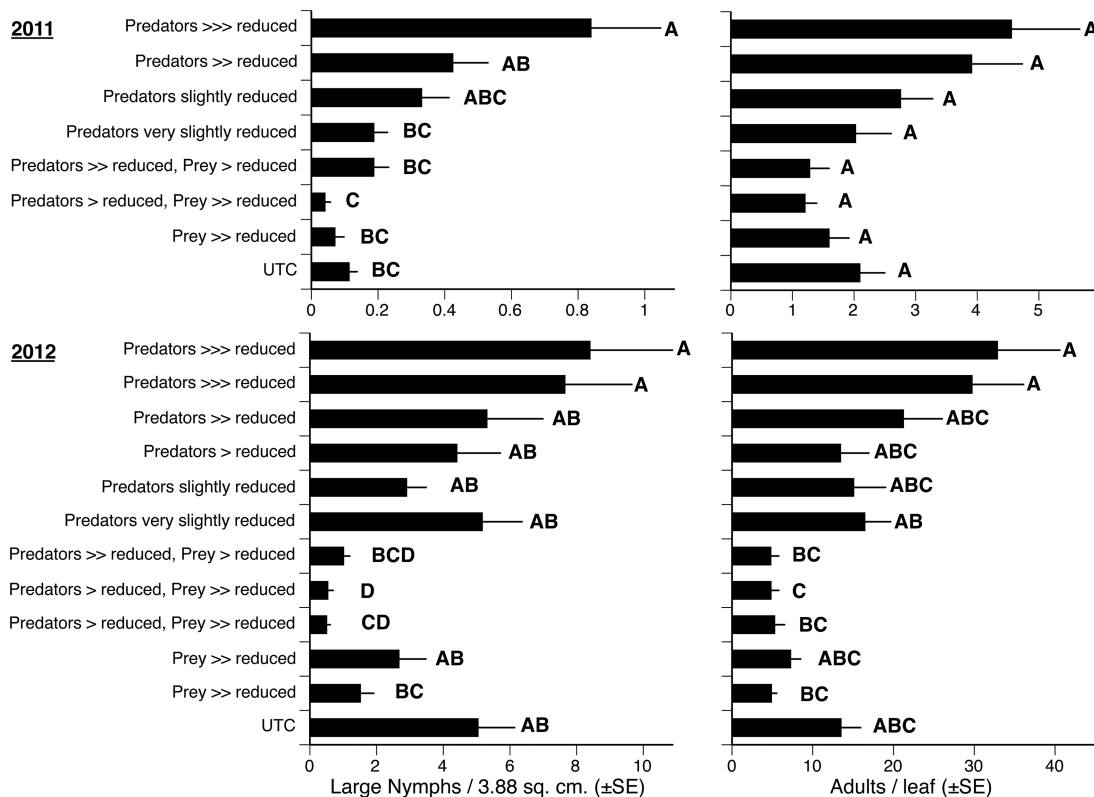 2011
Predators >>> reduced A A
Predators >> reduced AB A
Predators slightly reduced ABC A
Predators very slightly reduced BC A
Predators >> reduced, Prey > reduced BC A
Predators > reduced, Prey >> reduced C A
Prey >> reduced BC A
UTC BC A
0 0.2 0.4 0.6 0.8 1 0 1 2 3 4 5
2012
Predators >>> reduced A A
Predators >>> reduced A A
Predators >> reduced AB ABC
Predators > reduced AB ABC
Predators slightly reduced AB ABC
Predators very slightly reduced AB AB
Predators >> reduced, Prey > reduced BCD BC
Predators > reduced, Prey >> reduced D C
Predators > reduced, Prey >> reduced CD BC
Prey >> reduced AB ABC
Prey >> reduced BC BC
UTC AB ABC
0 2 4 6 8 10 0 10 20 30 40
Large Nymphs / 3.88 sq. cm. (±SE) Adults / leaf (±SE)